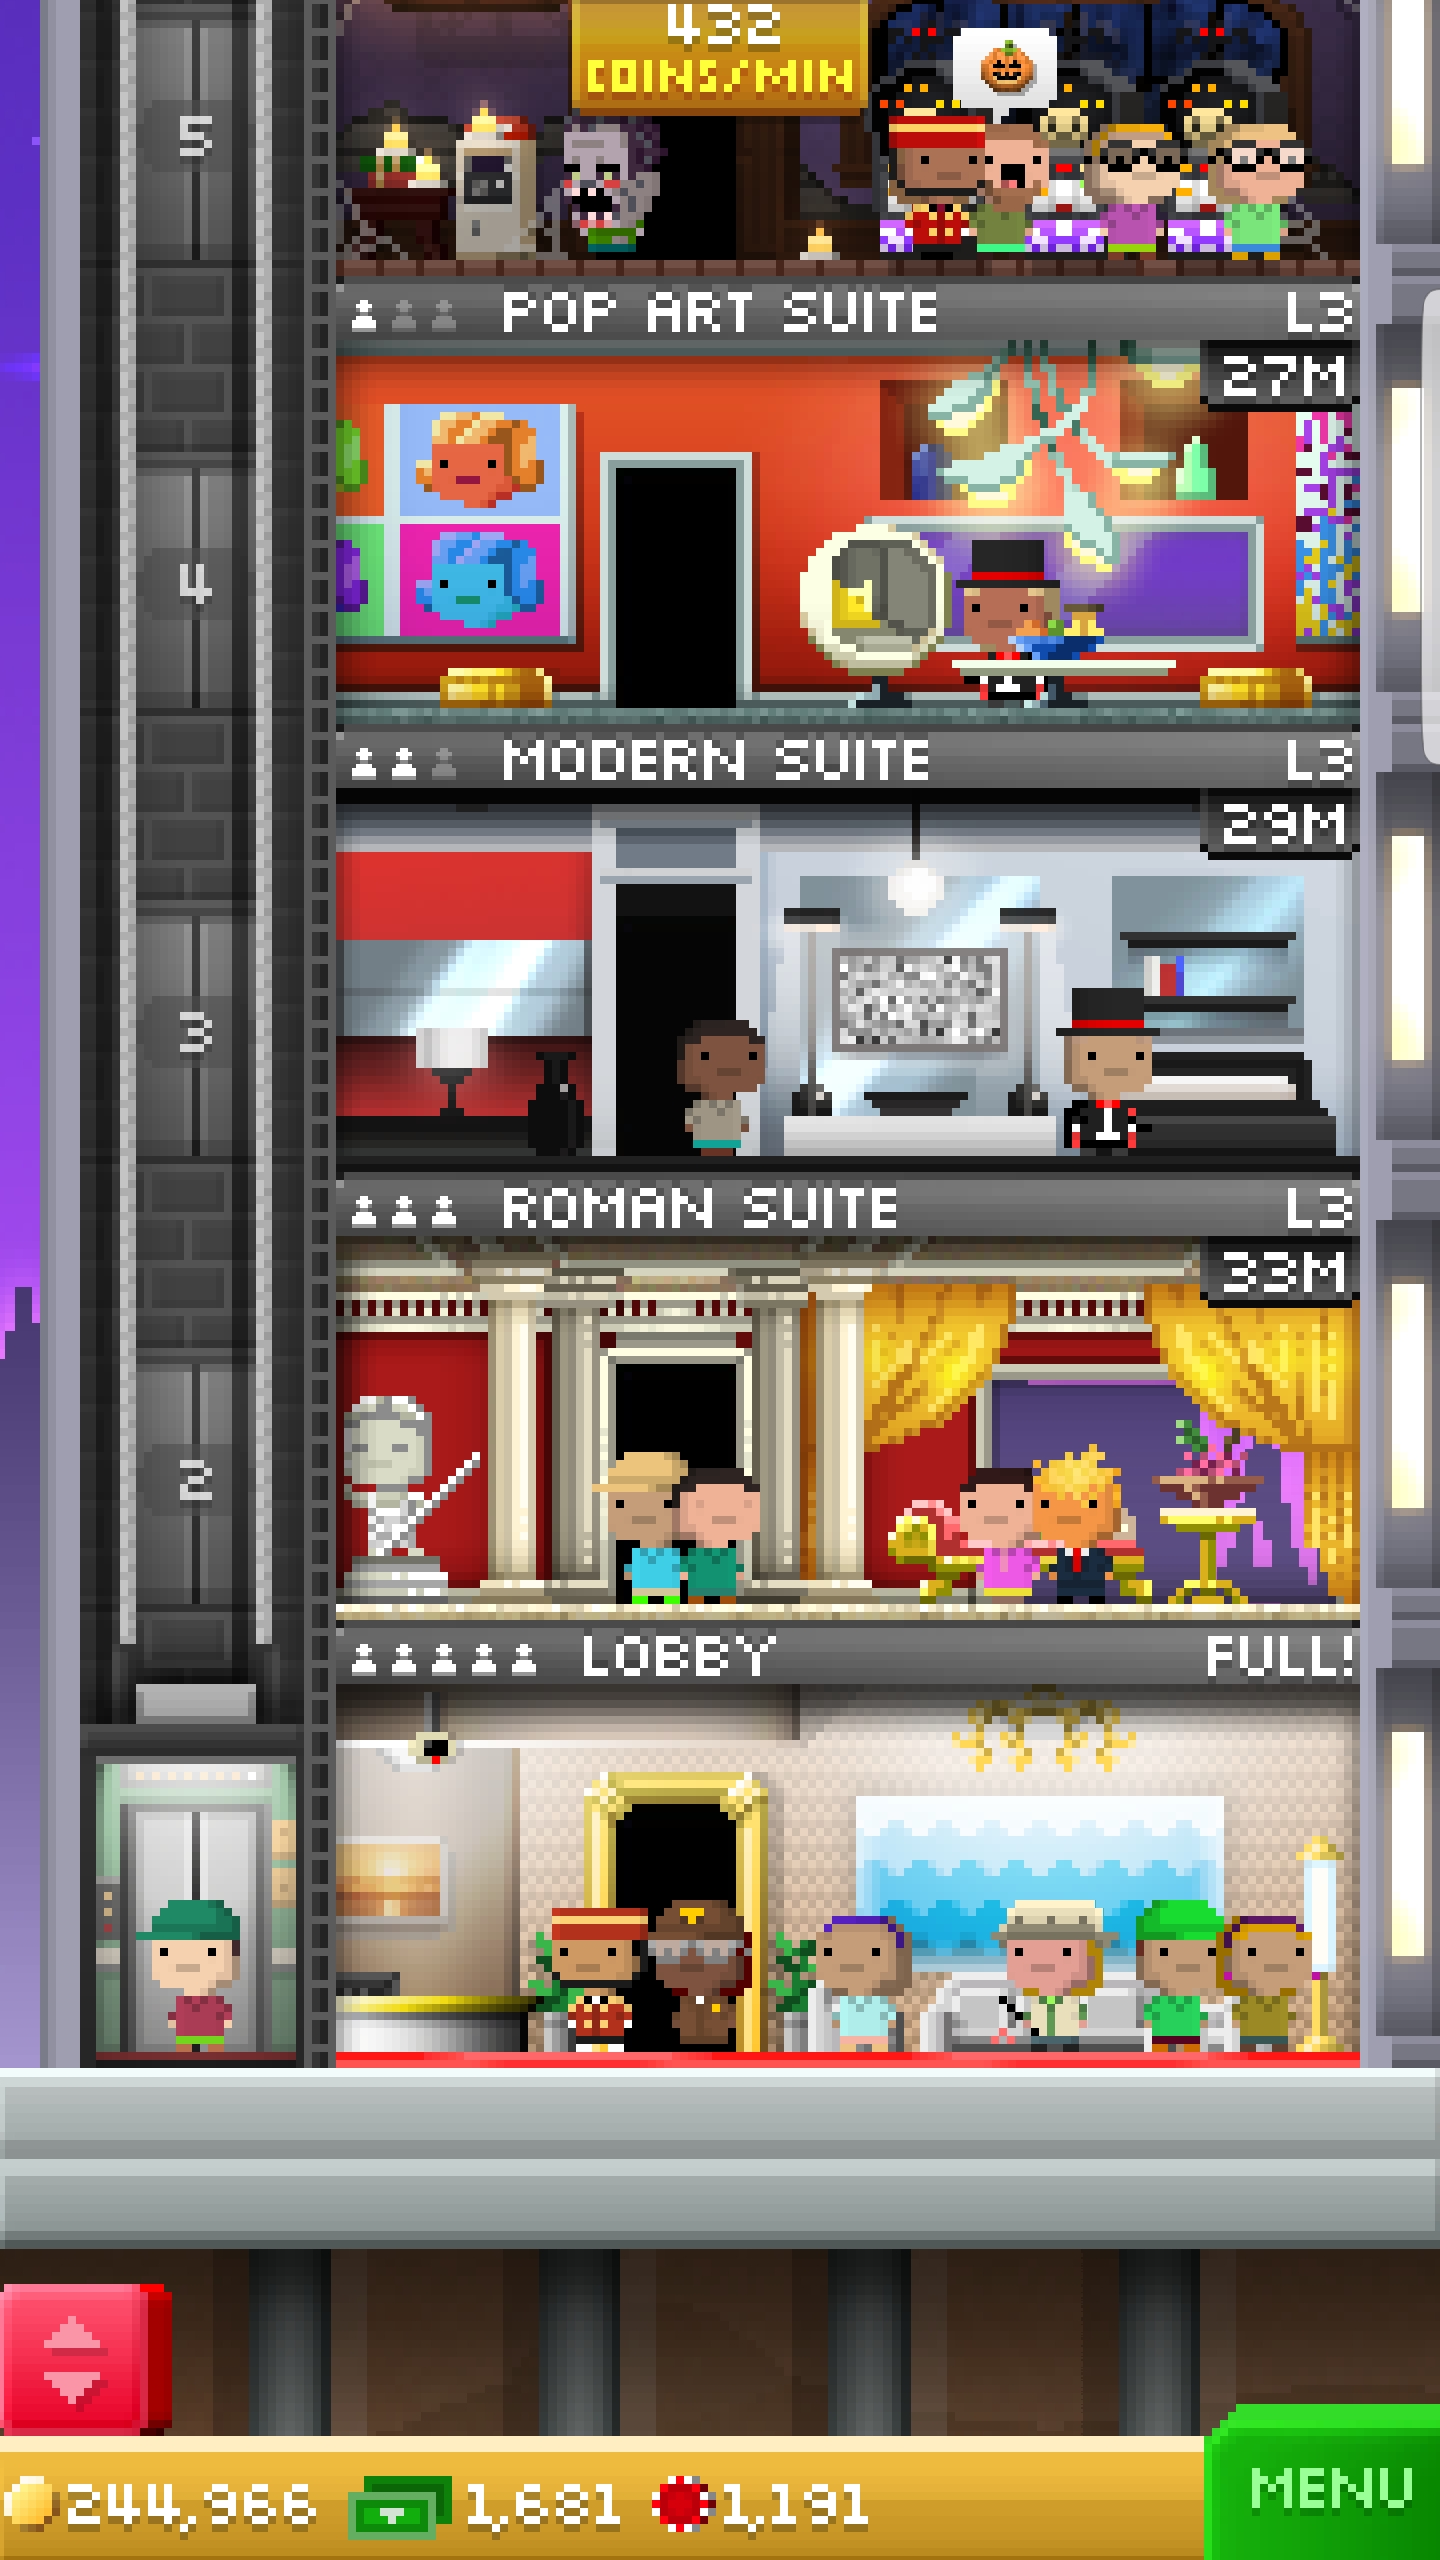 432
COINS/MIN
5
POP ART SUITE L3
27M
4
MODERN SUITE L3
29M
3
ROMAN SUITE L3
33M
2
LOBBY FULL!
244,966 1,681 1,191
MENU